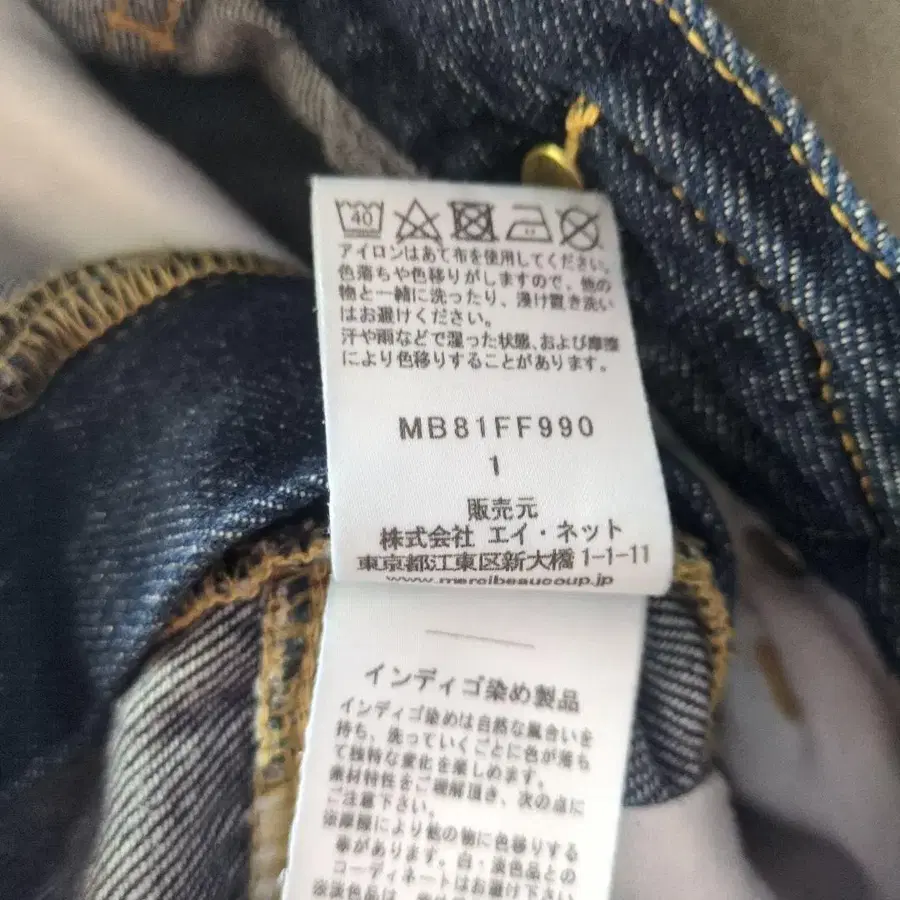 40
アイロンはあて布を使用してください。
色落ちや色移りがしますので、他の
物と一緒に洗ったり、浸け置き洗い
はお避けください。
汗や雨などで湿った状態、および摩擦
により色移りすることがあります。
MB81FF990
1
販売元
株式会社 エイ・ネット
東京都江東区新大橋 1-1-11
www.mercibeaucoup.jp
インディゴ染め製品
インディゴ染めは自然な風合いを
持ち、洗っていくごとに色が落ち
て独特な変化を楽しめます。
素材特性をご理解頂き、次の点に
ご注意下さい。
※摩擦により他の物に色移りする
事があります。白・淡色品との
コーディネートはお避け下さい
※淡色品は、